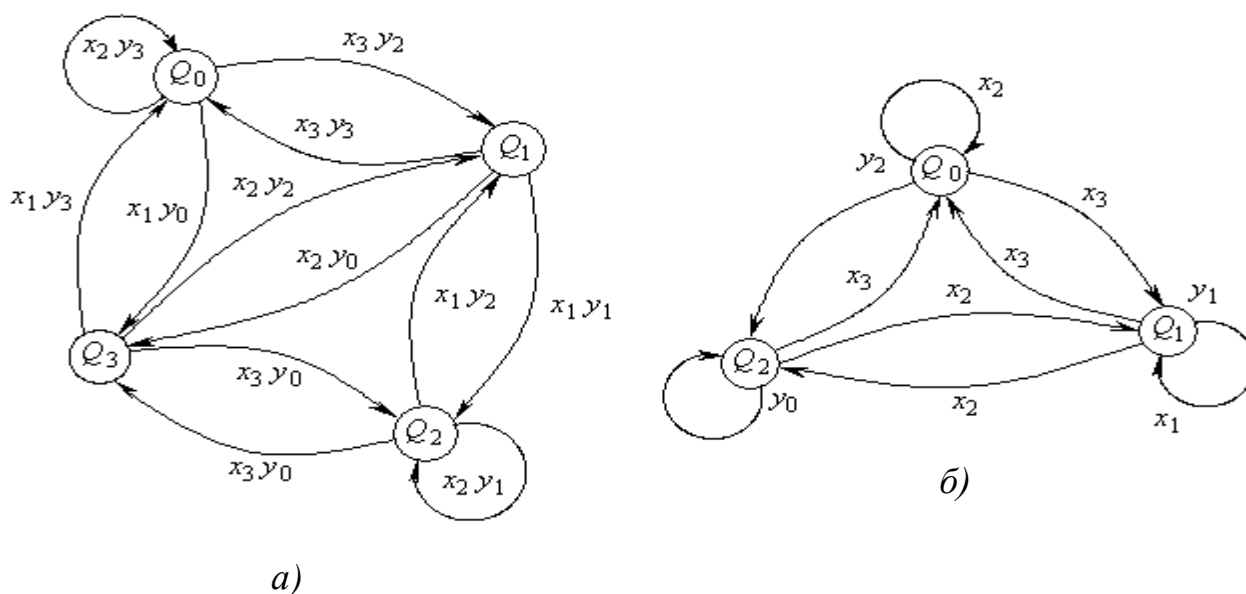 x₂ y₃
Q₀
x₃ y₂
x₃ y₃
Q₁
x₁ y₃
x₁ y₀
x₂ y₂
x₂ y₀
x₁ y₂
x₁ y₁
Q₃
x₃ y₀
Q₂
x₃ y₀
x₂ y₁
а)
x₂
y₂
Q₀
x₃
x₃
x₃
x₂
y₁
Q₁
Q₂
y₀
x₂
x₁
б)